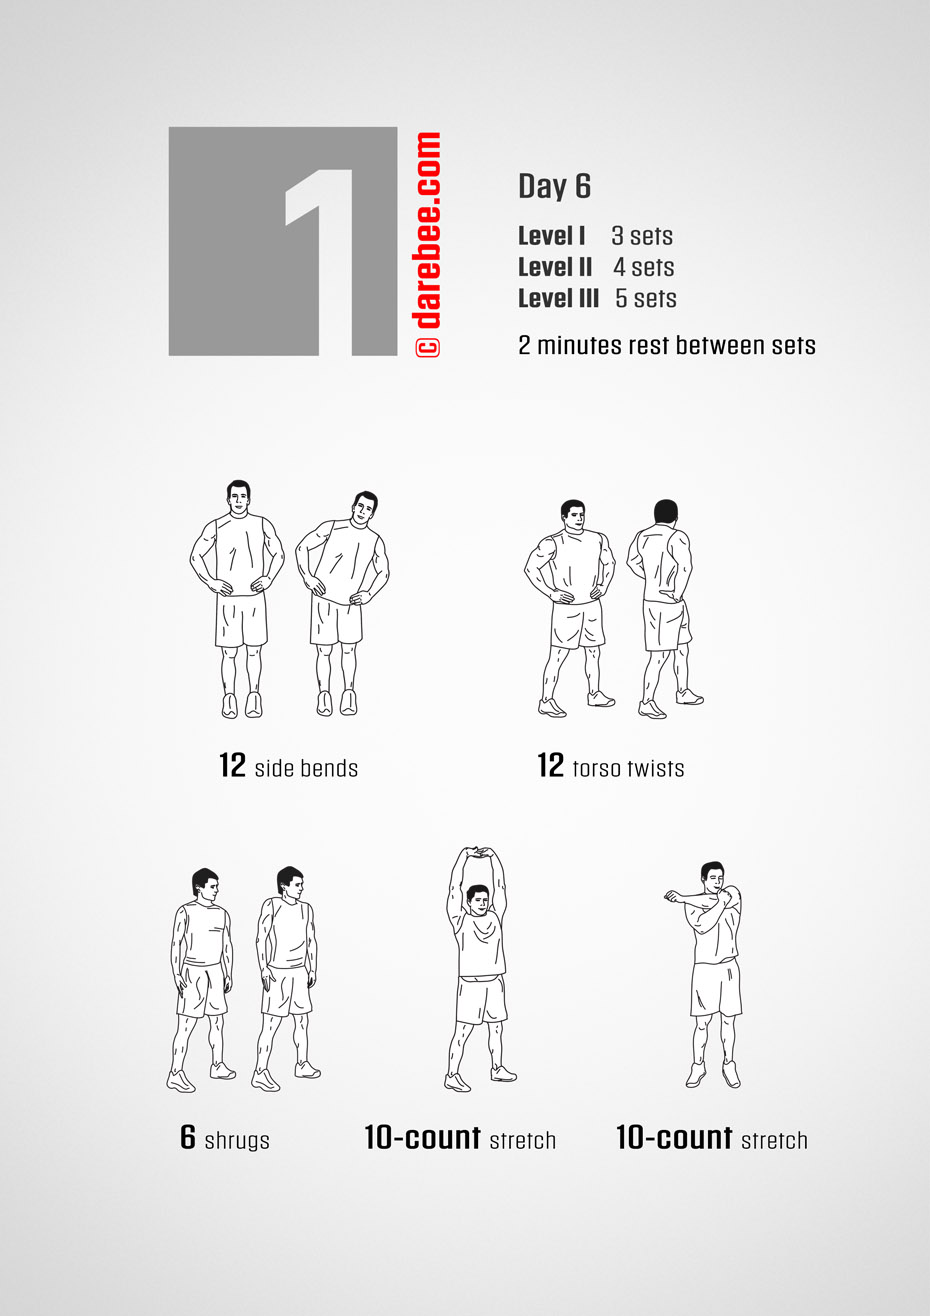 1
© darebee.com
Day 6
Level I 3 sets
Level II 4 sets
Level III 5 sets
2 minutes rest between sets
12 side bends
12 torso twists
6 shrugs
10-count stretch
10-count stretch